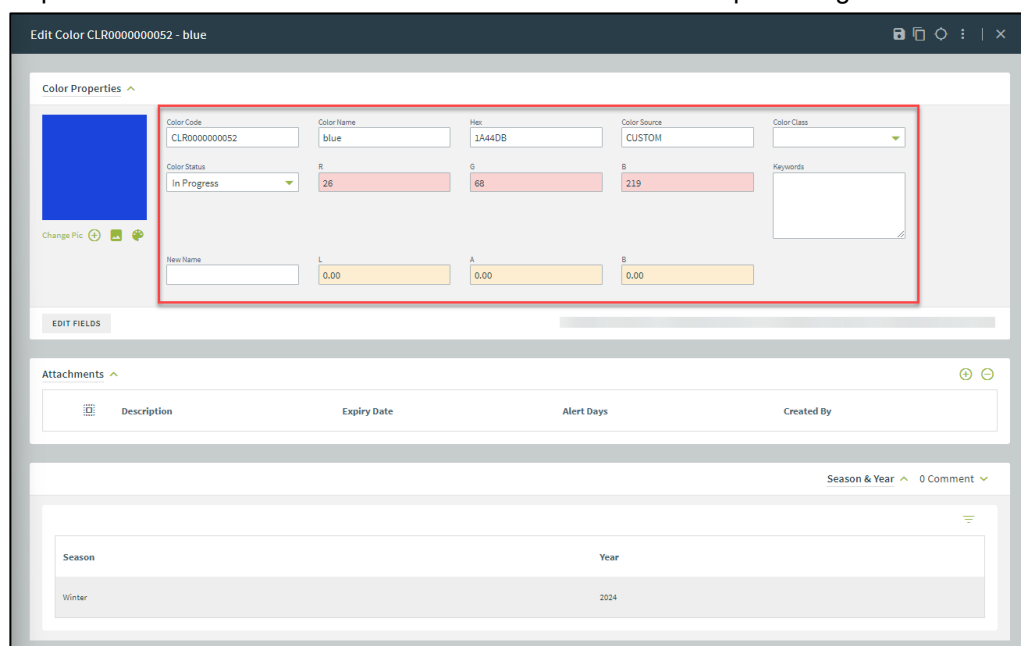 Edit Color CLR0000000052 - blue
Color Properties
Color Code Color Name Hex Color Source Color Class
CLR0000000052 blue 1A44DB CUSTOM
Color Status R G B Keywords
In Progress 26 68 219
Change Pic
New Name L A B
0.00 0.00 0.00
EDIT FIELDS
Attachments
Description Expiry Date Alert Days Created By
Season & Year 0 Comment
Season Year
Winter 2024